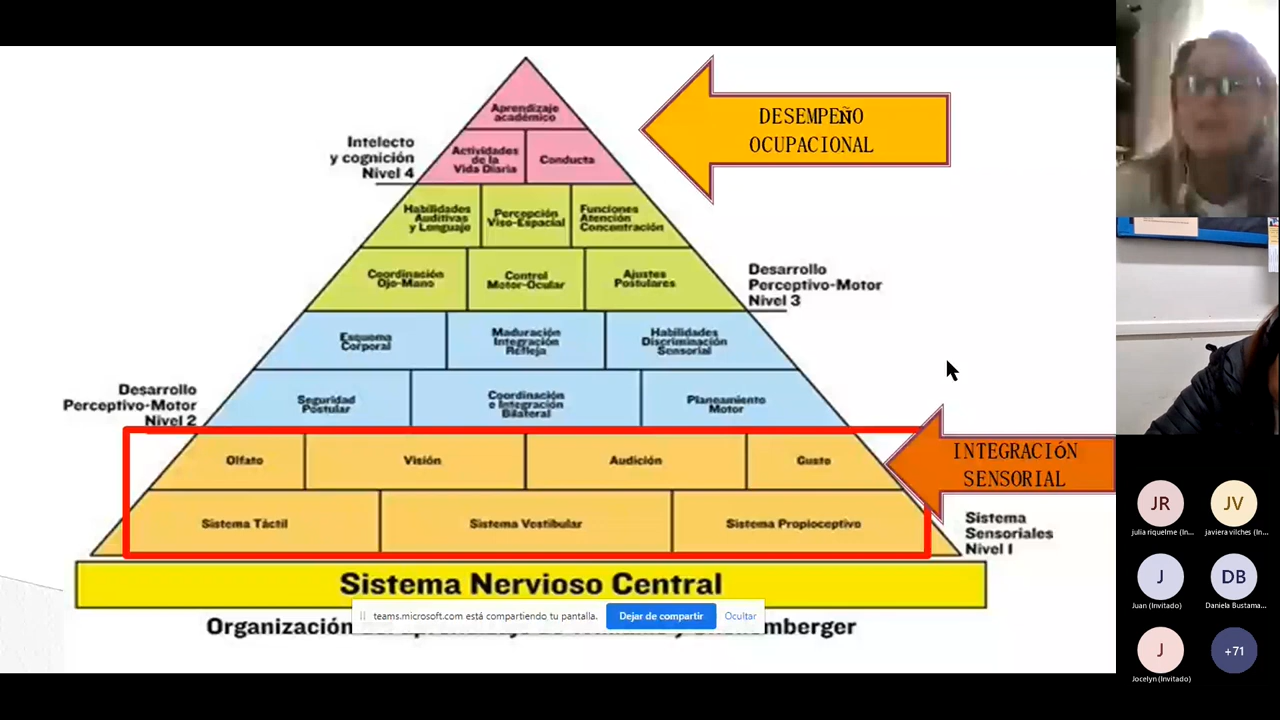 DESEMPEÑO
OCUPACIONAL
Aprendizaje
académico
Intelecto
y cognición
Nivel 4
Actividades
de la
Vida Diaria
Conducta
Habilidades
Auditivas
y Lenguaje
Percepción
Viso-Espacial
Funciones
Atención
Concentración
Coordinación
Ojo-Mano
Control
Motor-Ocular
Ajustes
Postulares
Desarrollo
Perceptivo-Motor
Nivel 3
Esquema
Corporal
Maduración
Integración
Refleja
Habilidades
Discriminación
Sensorial
Desarrollo
Perceptivo-Motor
Nivel 2
Seguridad
Postular
Coordinación
e Integración
Bilateral
Planeamiento
Motor
Olfato
Visión
Audición
Gusto
INTEGRACIÓN
SENSORIAL
Sistema Táctil
Sistema Vestibular
Sistema Propioceptivo
Sistema
Sensoriales
Nivel I
Sistema Nervioso Central
teams.microsoft.com está compartiendo tu pantalla.
Dejar de compartir
Ocultar
Organización
JR
julia riquelme (In...
JV
javiera vilches (In...
J
Juan (Invitado)
DB
Daniela Bustama...
J
Jocelyn (Invitado)
+71